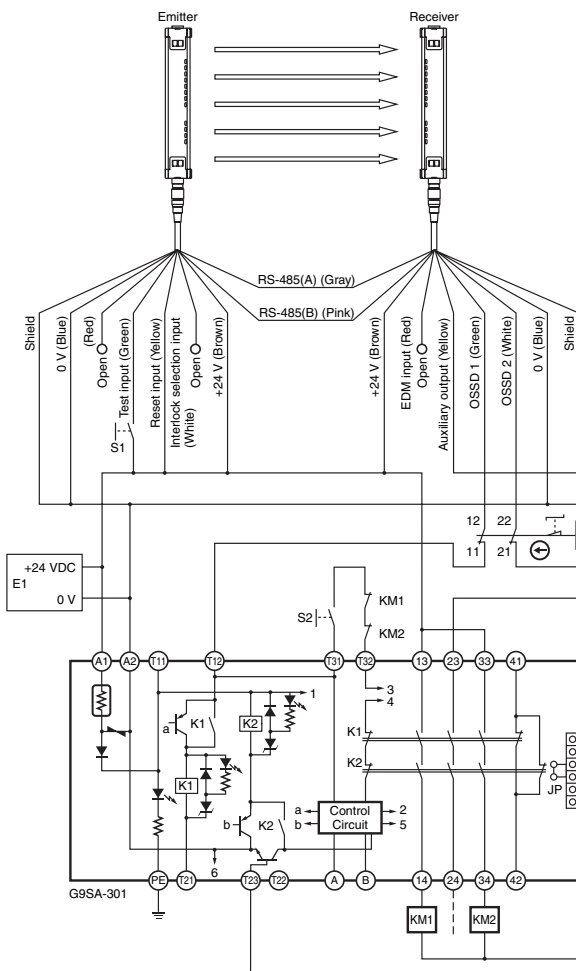 Emitter
Receiver
RS-485(A) (Gray)
RS-485(B) (Pink)
Shield
0 V (Blue)
(Red)
Open
Test input (Green)
Reset input (Yellow)
Interlock selection input
(White)
Open
+24 V (Brown)
+24 V (Brown)
EDM input (Red)
Open
Auxiliary output (Yellow)
OSSD 1 (Green)
OSSD 2 (White)
0 V (Blue)
Shield
S1
12
22
11
21
+24 VDC
E1
0 V
KM1
S2
KM2
A1
A2
T11
T12
T31
T32
13
23
33
41
1
3
4
a
K1
K2
K1
K1
K2
JP
b
K2
a
b
Control
Circuit
2
5
6
PE
T21
T23
T22
A
B
14
24
34
42
G9SA-301
KM1
KM2